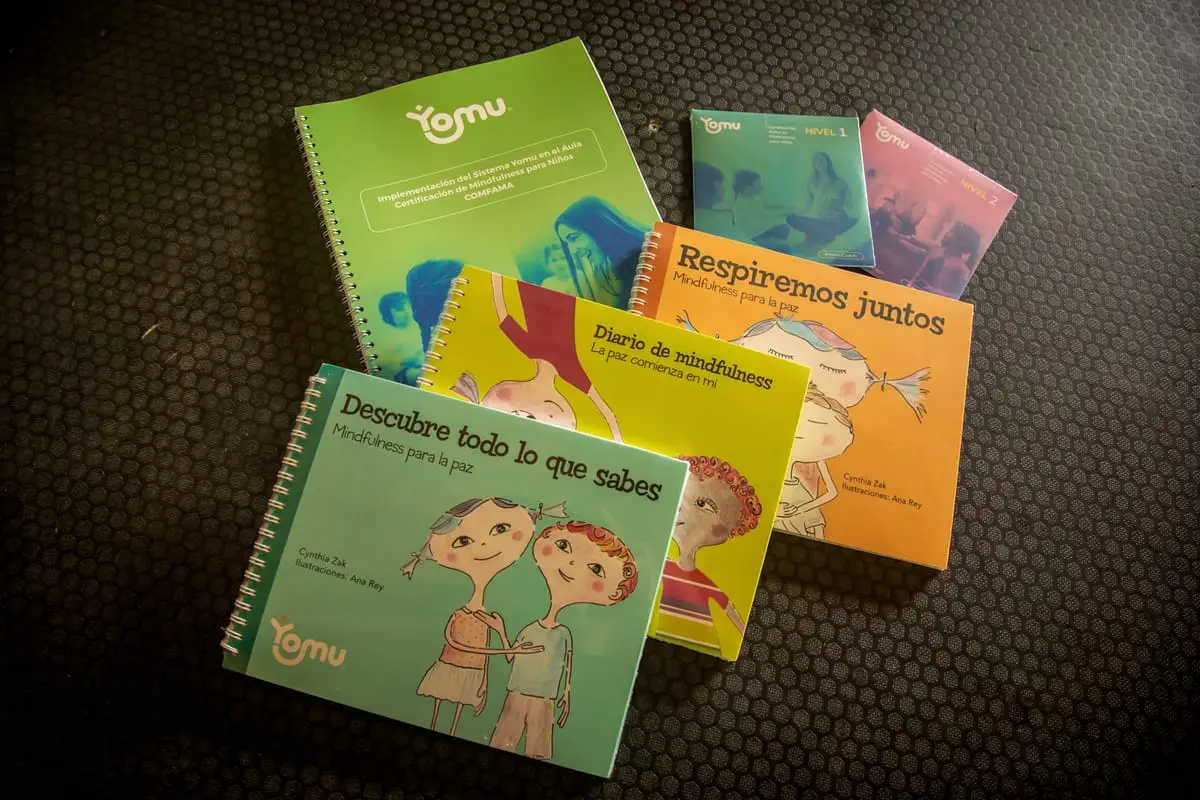 Yomu
Implementación del Sistema Yomu en el Aula
Certificación de Mindfulness para Niños
COMFAMA
Yomu
NIVEL 1
Yomu
NIVEL 2
Respiremos juntos
Mindfulness para la paz
Cynthia Zak
Ilustraciones: Ana Rey
Diario de mindfulness
La paz comienza en mí
Descubre todo lo que sabes
Mindfulness para la paz
Cynthia Zak
Ilustraciones: Ana Rey
Yomu